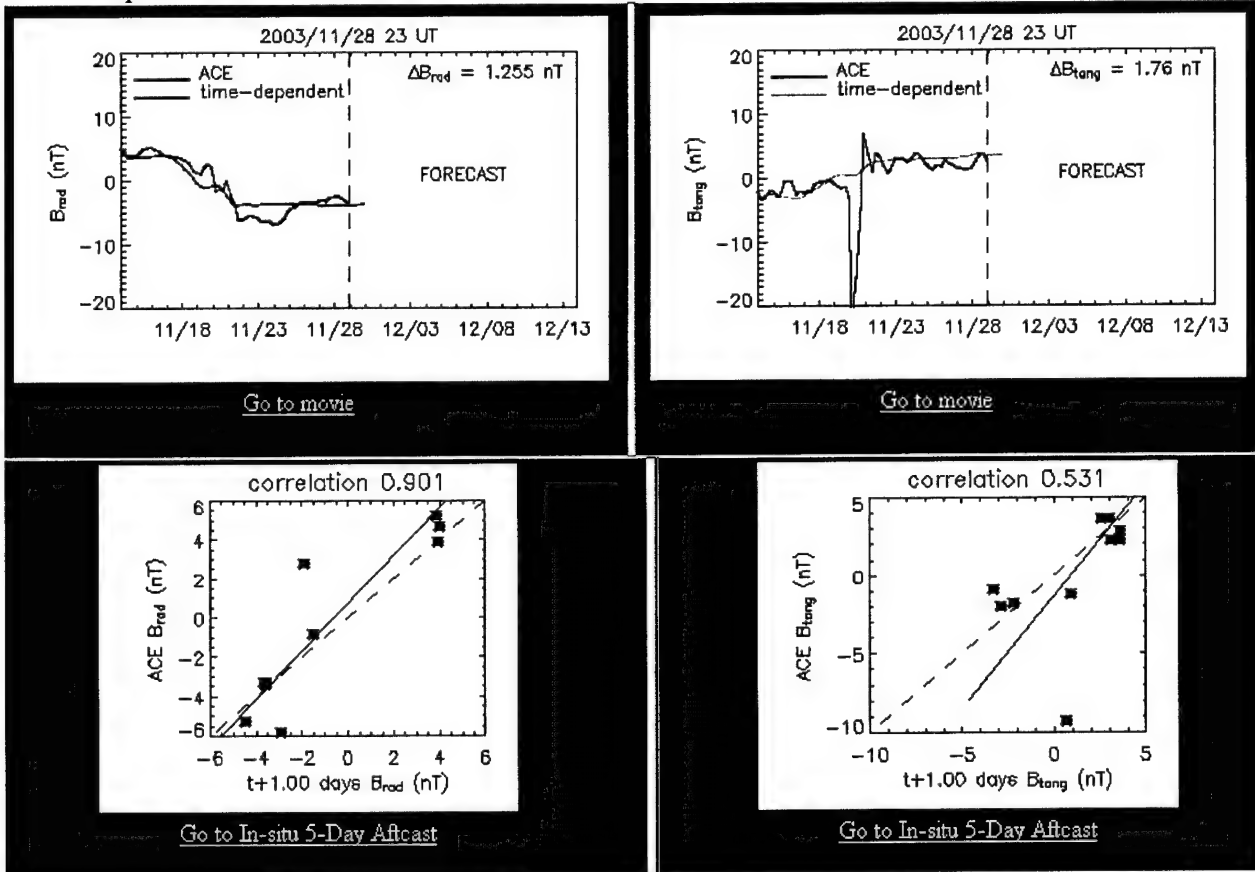 2003/11/28 23 UT
20
10
0
-10
-20
B_rad (nT)
ACE
time-dependent
ΔB_rad = 1.255 nT
FORECAST
11/18 11/23 11/28 12/03 12/08 12/13
Go to movie
2003/11/28 23 UT
20
10
0
-10
-20
B_tang (nT)
ACE
time-dependent
ΔB_tang = 1.76 nT
FORECAST
11/18 11/23 11/28 12/03 12/08 12/13
Go to movie
correlation 0.901
6
4
2
0
-2
-4
-6
ACE B_rad (nT)
-6 -4 -2 0 2 4 6
t+1.00 days B_rad (nT)
Go to In-situ 5-Day Aftcast
correlation 0.531
5
0
-5
-10
ACE B_tang (nT)
-10 -5 0 5
t+1.00 days B_tang (nT)
Go to In-situ 5-Day Aftcast